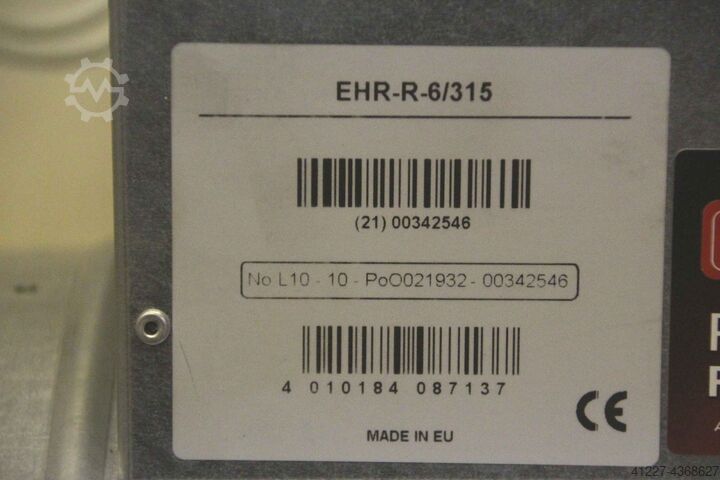 EHR-R-6/315
(21) 00342546
No L10 - 10 - PoO021932 - 00342546
4 010184 087137
CE
MADE IN EU
41227-4368627